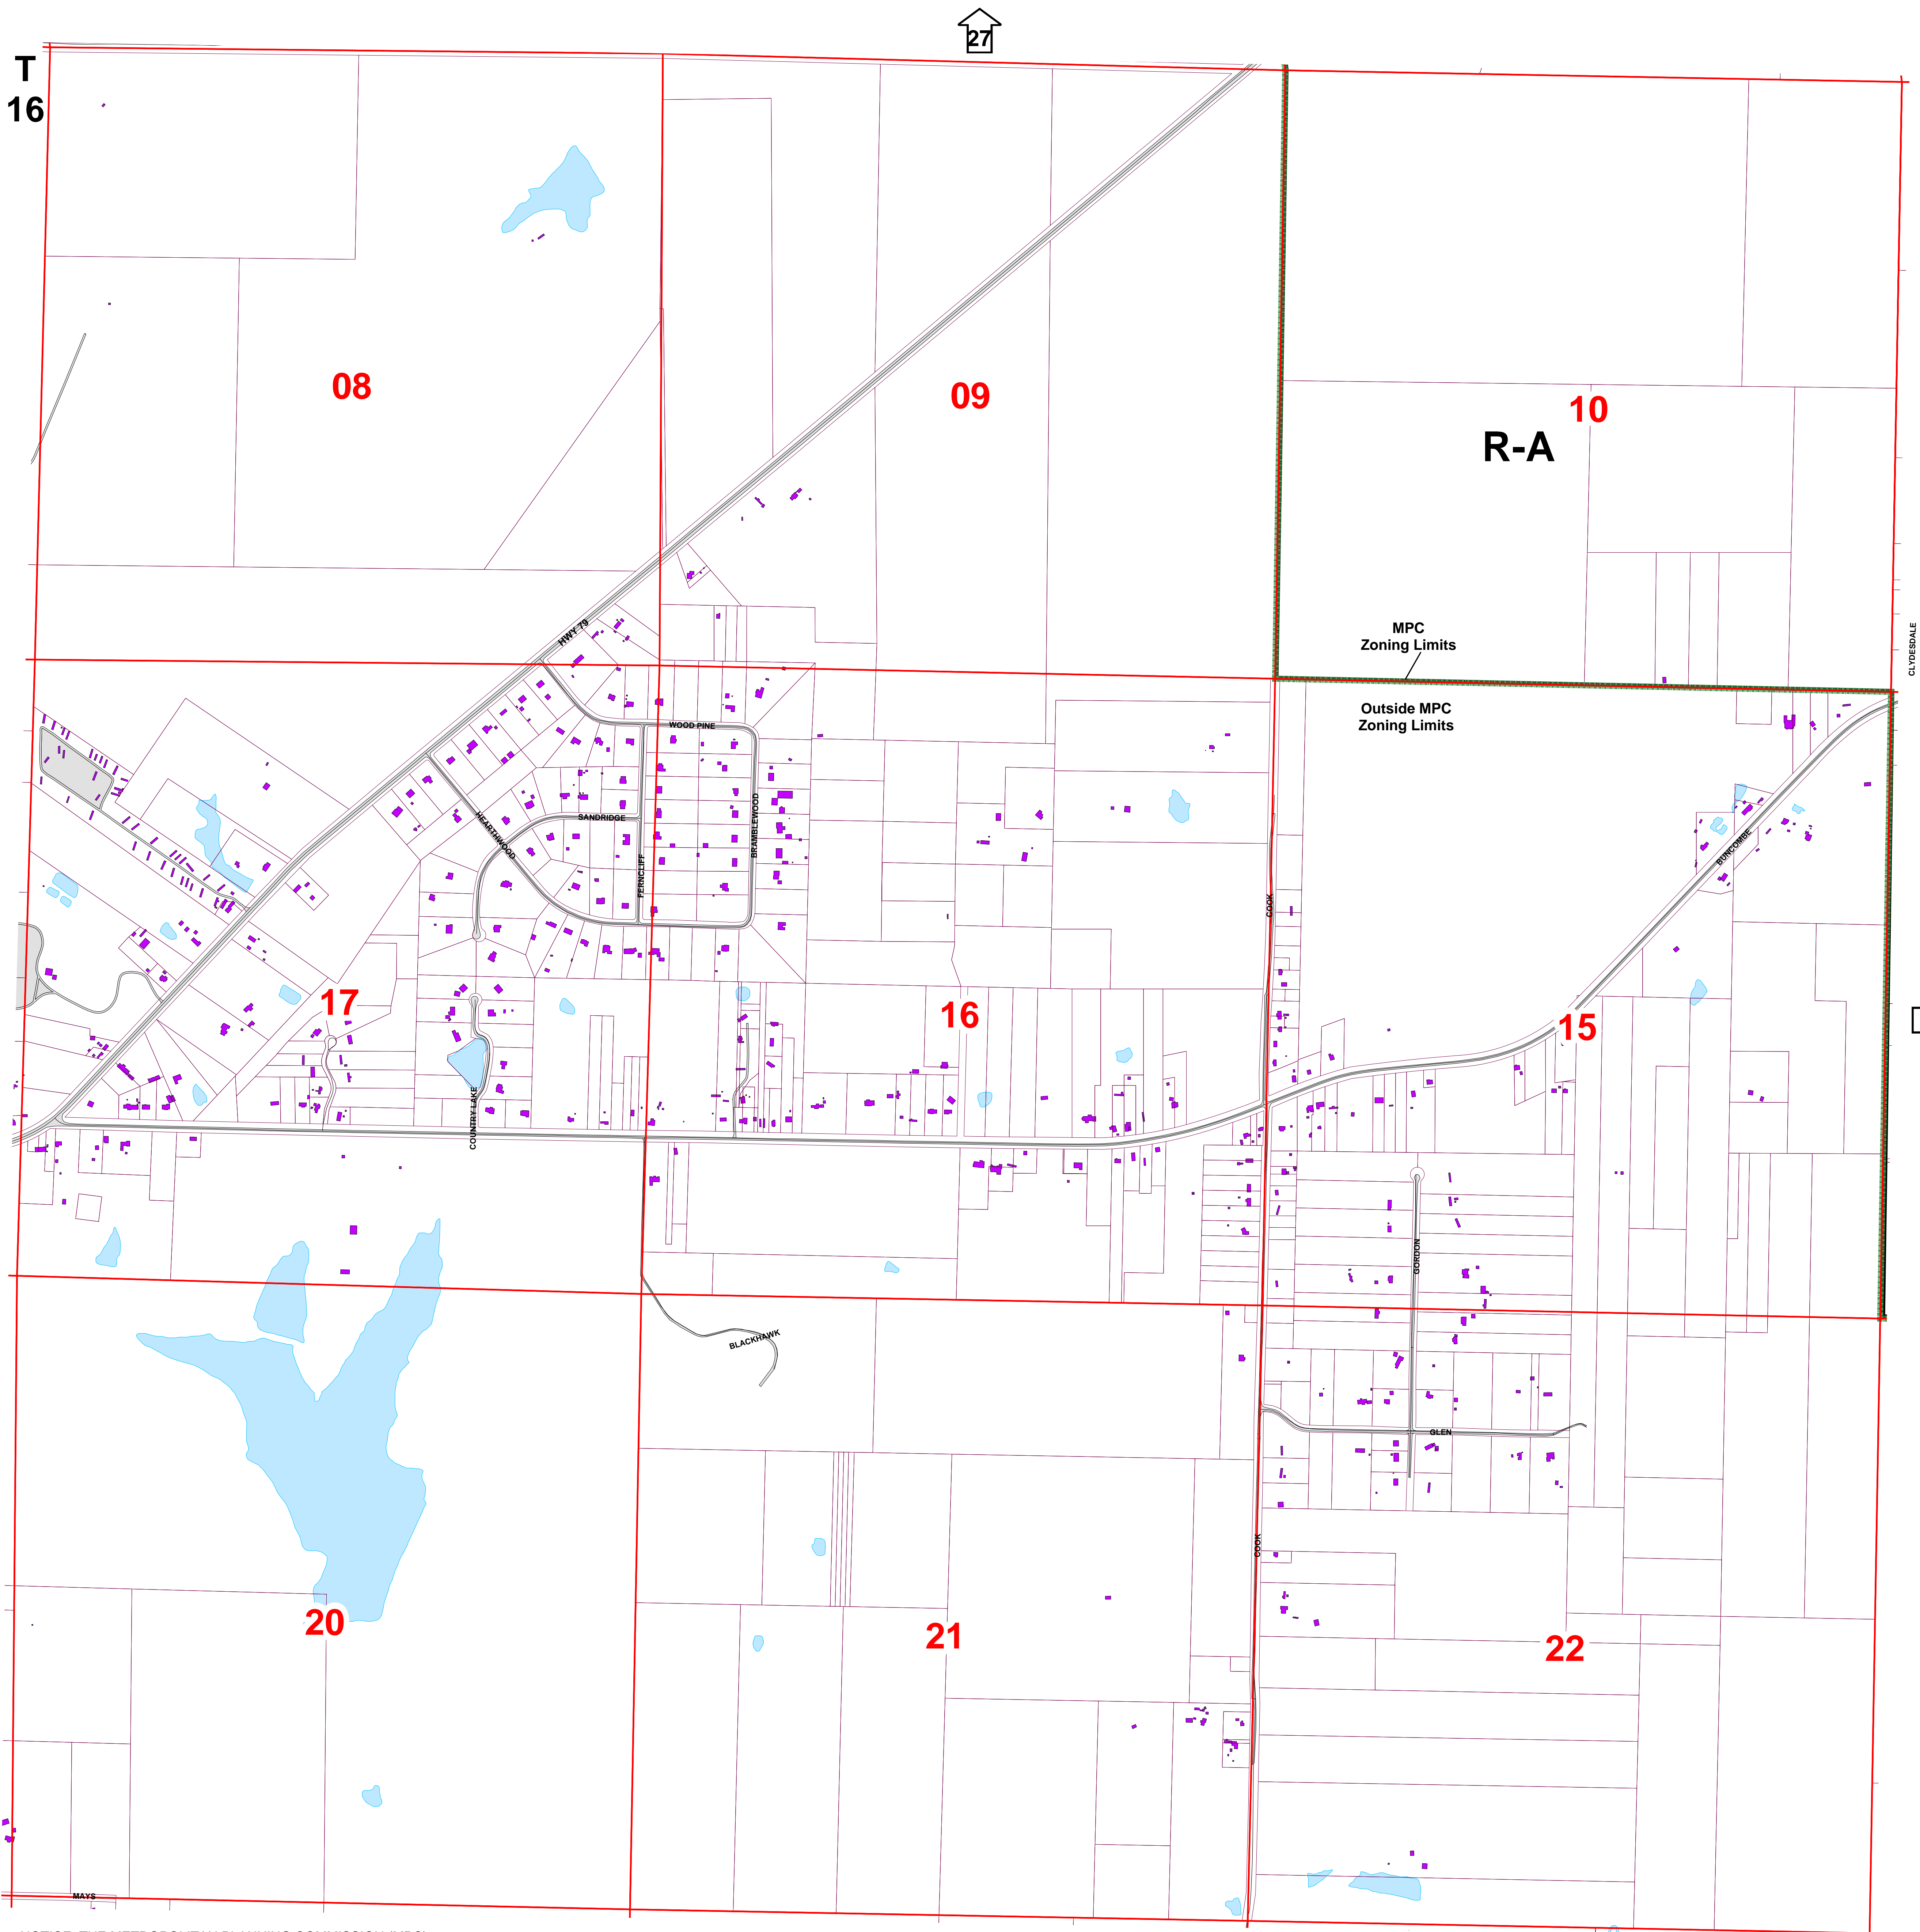 27
T
16
08
09
10
R-A
HWY 79
MPC
Zoning Limits
CLYDESDALE
Outside MPC
Zoning Limits
WOOD PINE
HEARTHWOOD
SANDRIDGE
FERNCLIFF
BRAMBLEWOOD
BUNCOMBE
COOK
17
16
15
COUNTRY LAKE
GORDON
BLACKHAWK
GLEN
COOK
20
21
22
MAYS